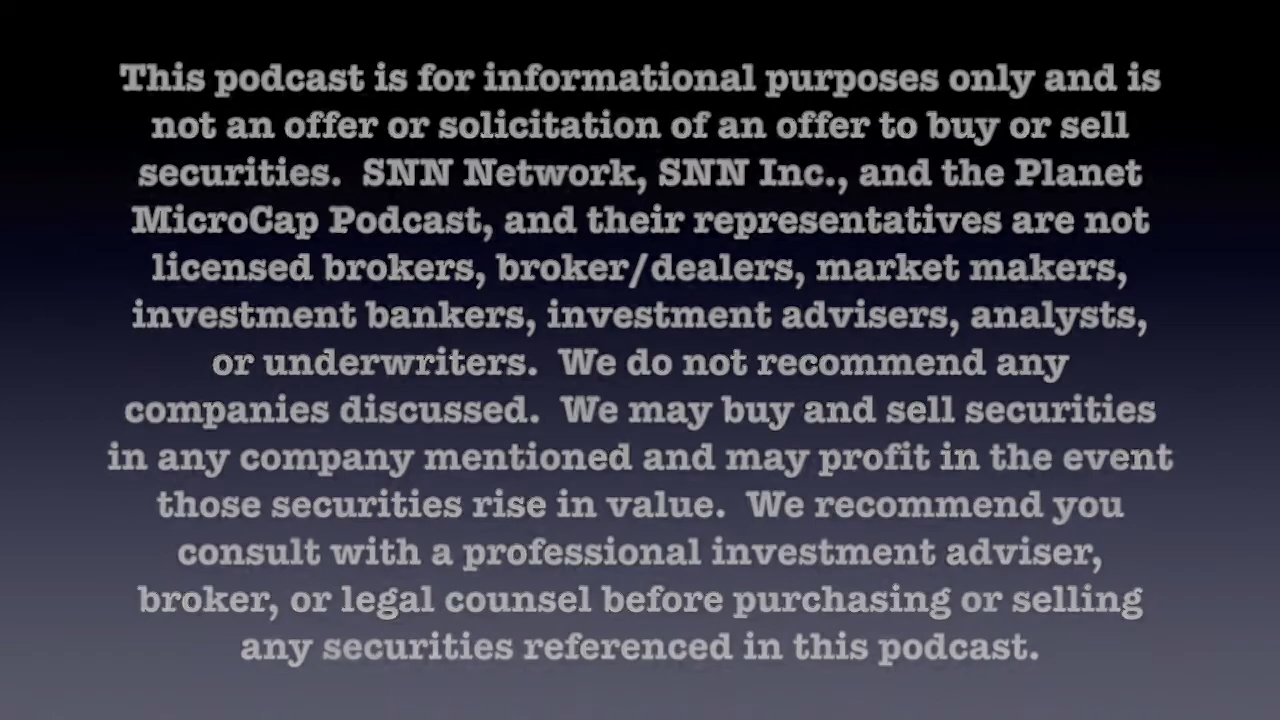 This podcast is for informational purposes only and is
not an offer or solicitation of an offer to buy or sell
securities.  SNN Network, SNN Inc., and the Planet
MicroCap Podcast, and their representatives are not
licensed brokers, broker/dealers, market makers,
investment bankers, investment advisers, analysts,
or underwriters.  We do not recommend any
companies discussed.  We may buy and sell securities
in any company mentioned and may profit in the event
those securities rise in value.  We recommend you
consult with a professional investment adviser,
broker, or legal counsel before purchasing or selling
any securities referenced in this podcast.